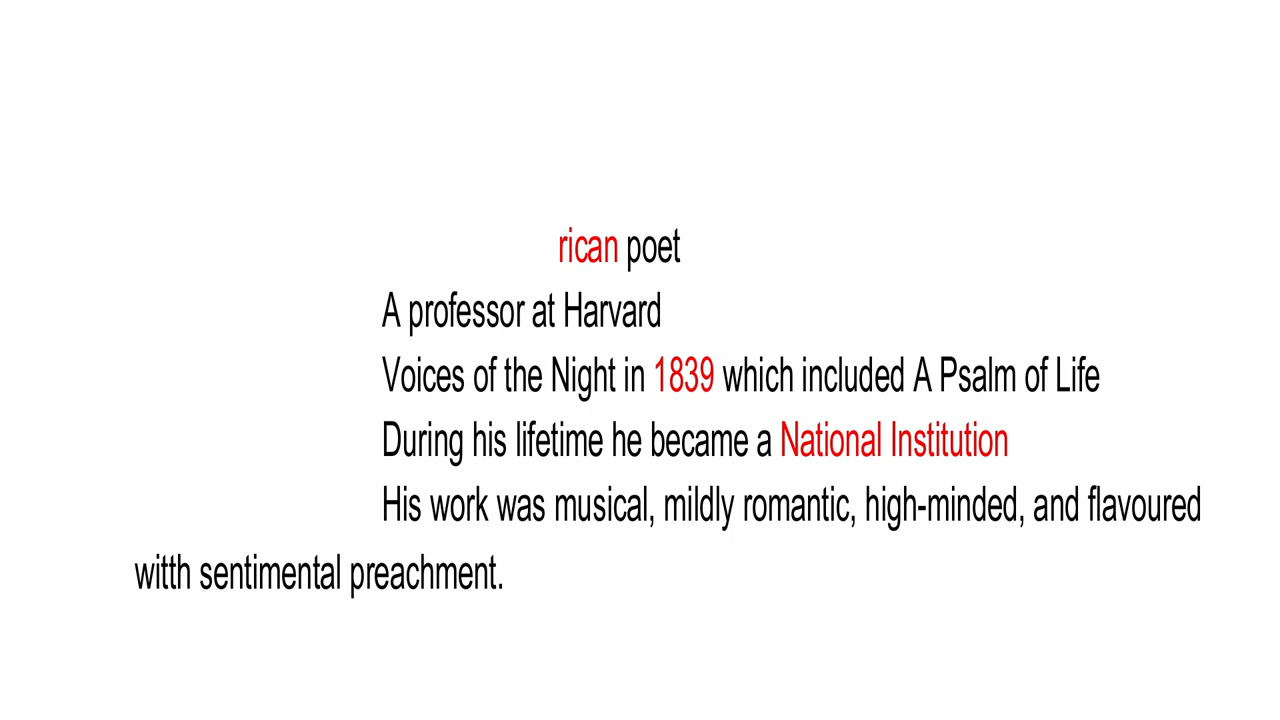 rican poet
A professor at Harvard
Voices of the Night in 1839 which included A Psalm of Life
During his lifetime he became a National Institution
His work was musical, mildly romantic, high-minded, and flavoured
witth sentimental preachment.